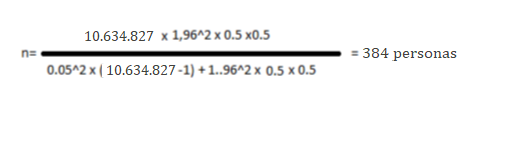 10.634.827 x 1,96^2 x 0.5 x0.5
n= = 384 personas
0.05^2 x ( 10.634.827 -1) + 1..96^2 x 0.5 x 0.5